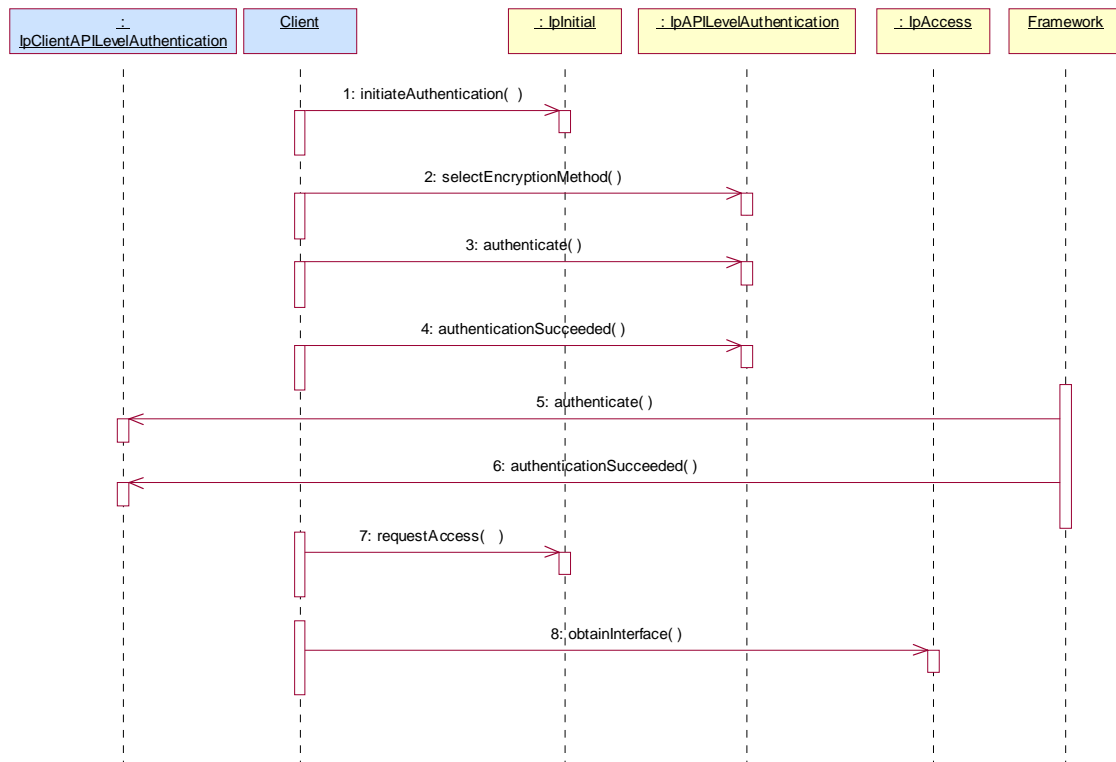 :
IpClientAPILevelAuthentication
Client
: IpInitial
: IpAPILevelAuthentication
: IpAccess
Framework
1: initiateAuthentication( )
2: selectEncryptionMethod( )
3: authenticate( )
4: authenticationSucceeded( )
5: authenticate( )
6: authenticationSucceeded( )
7: requestAccess( )
8: obtainInterface( )